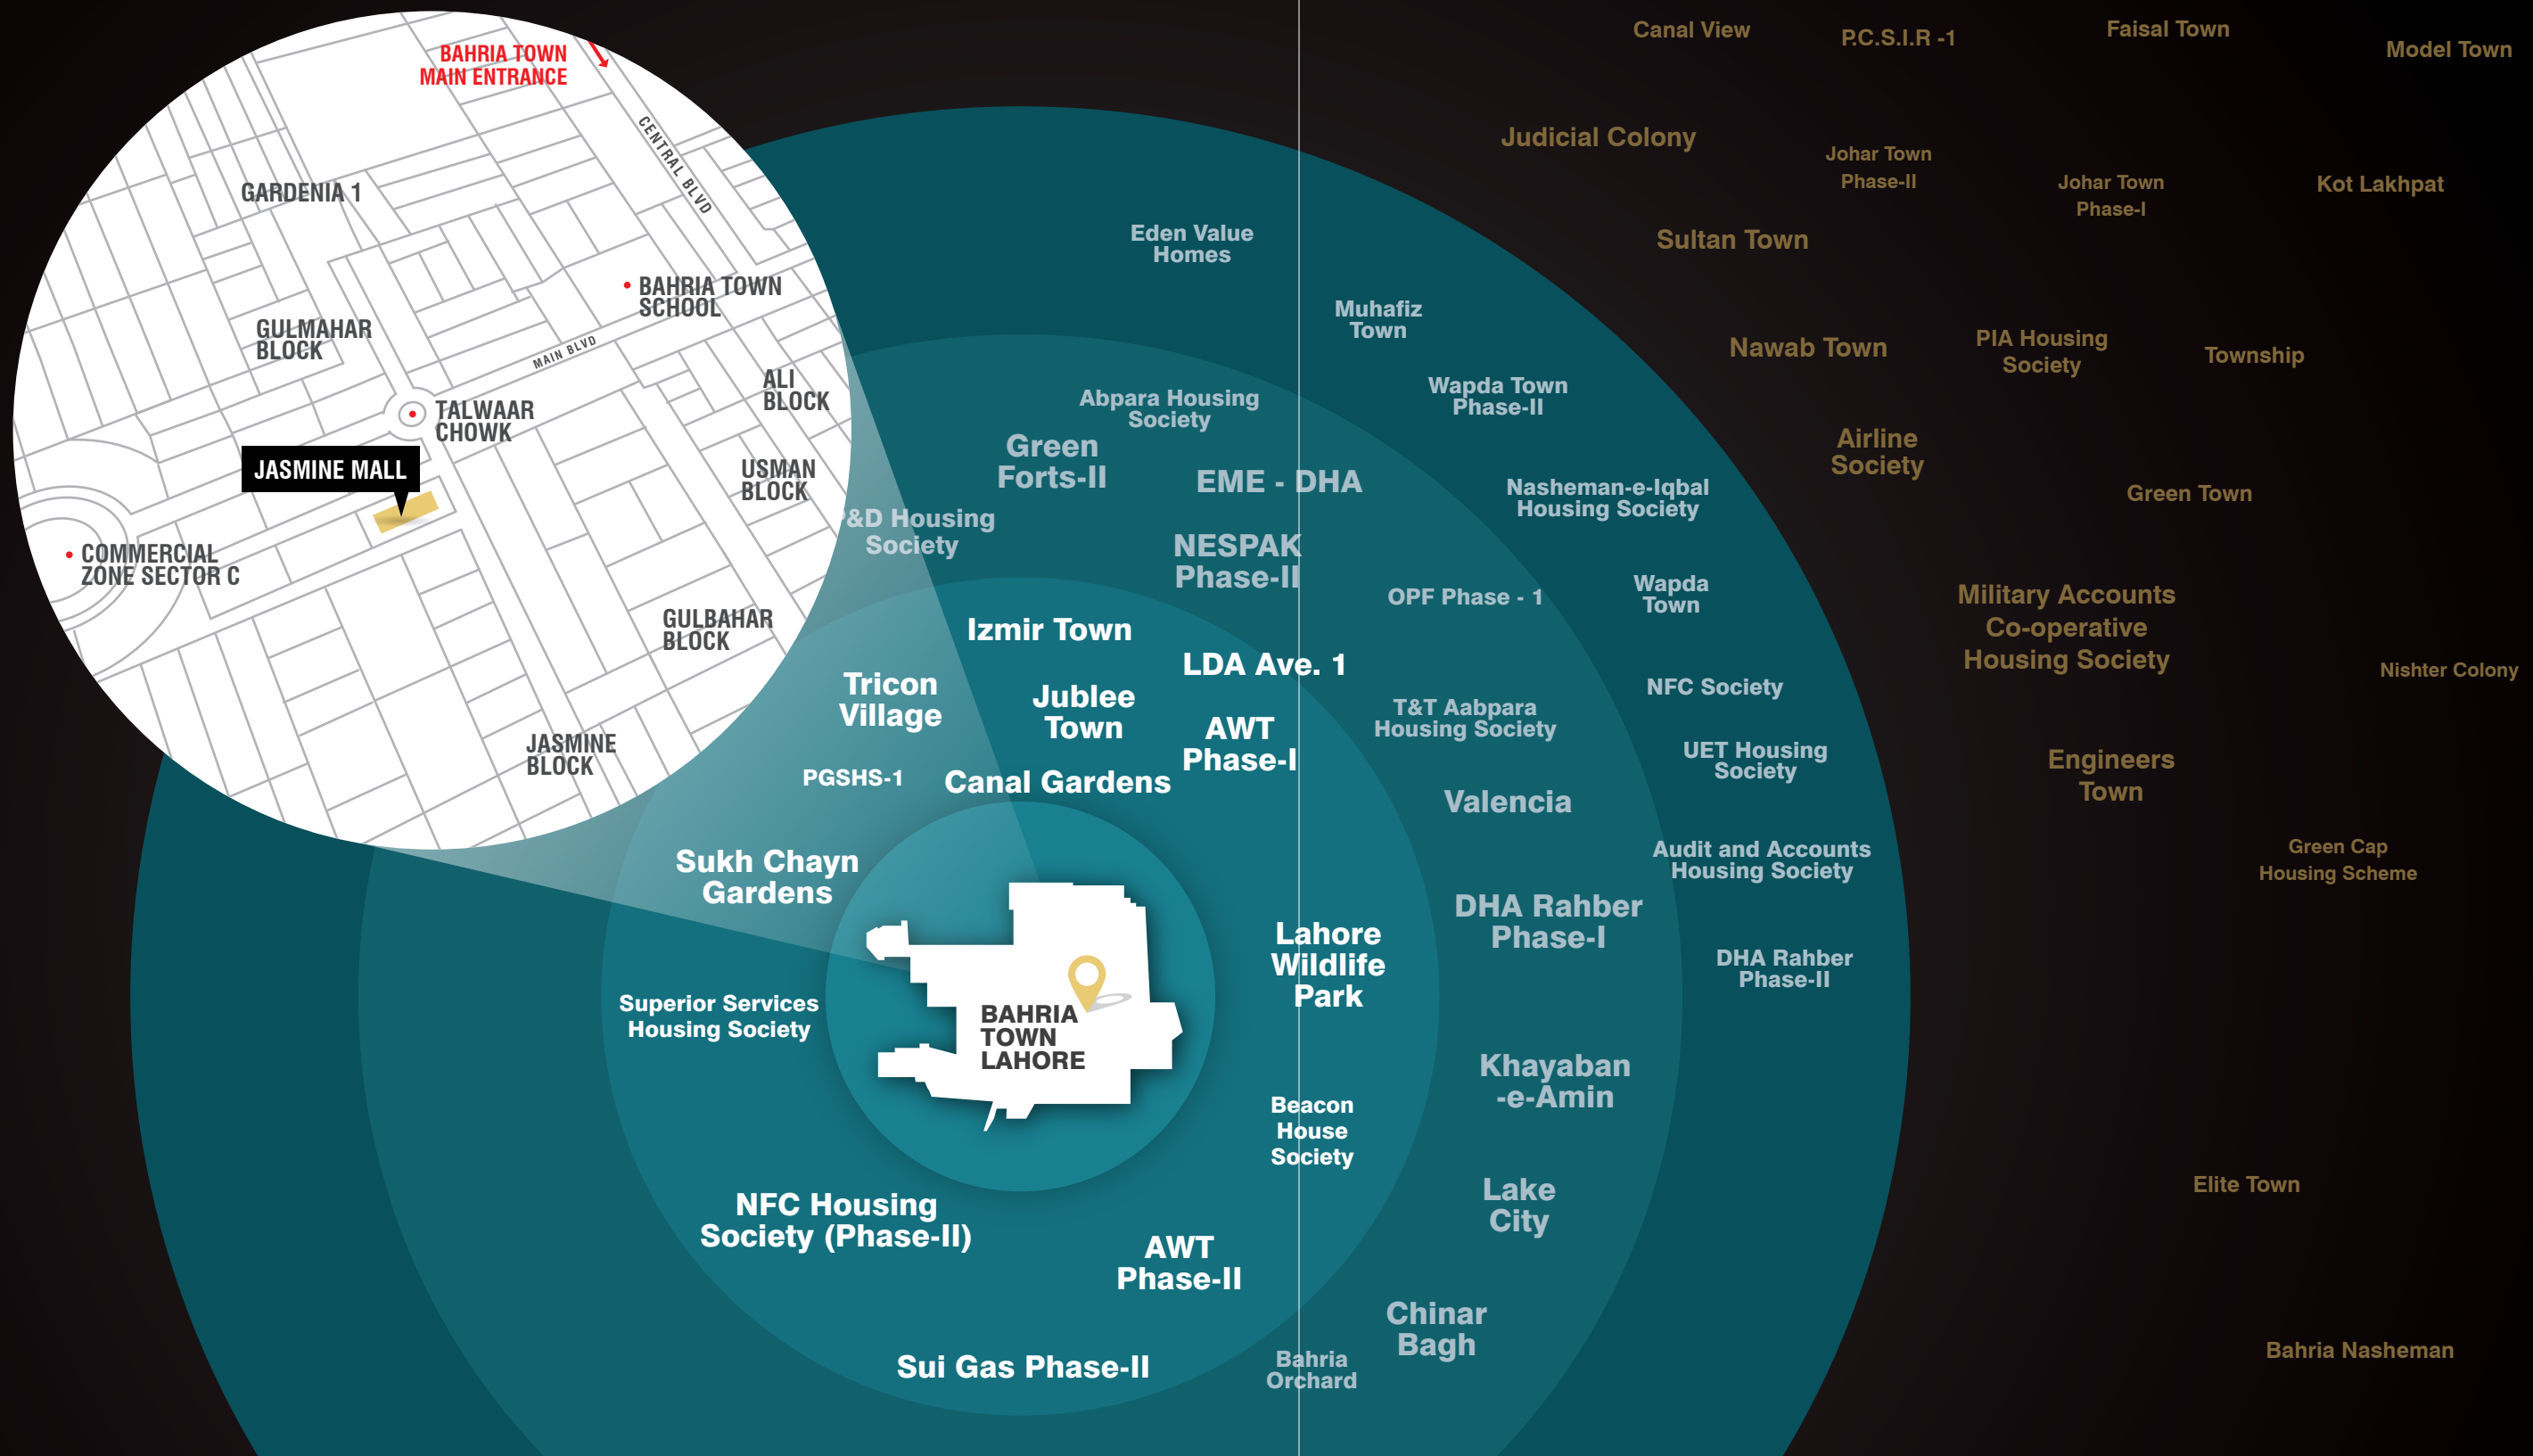 BAHRIA TOWN
MAIN ENTRANCE
CENTRAL BLVD
GARDENIA 1
BAHRIA TOWN
SCHOOL
GULMAHAR
BLOCK
MAIN BLVD
ALI
BLOCK
TALWAAR
CHOWK
JASMINE MALL
USMAN
BLOCK
COMMERCIAL
ZONE SECTOR C
GULBAHAR
BLOCK
JASMINE
BLOCK
Canal View
P.C.S.I.R -1
Faisal Town
Model Town
Judicial Colony
Johar Town
Phase-II
Johar Town
Phase-I
Kot Lakhpat
Sultan Town
Eden Value
Homes
Muhafiz
Town
Nawab Town
PIA Housing
Society
Township
Wapda Town
Phase-II
Abpara Housing
Society
Green
Forts-II
EME - DHA
Airline
Society
Nasheman-e-Iqbal
Housing Society
Green Town
&D Housing
Society
NESPAK
Phase-II
OPF Phase - 1
Wapda
Town
Military Accounts
Co-operative
Housing Society
Nishter Colony
Izmir Town
LDA Ave. 1
Tricon
Village
Jublee
Town
AWT
Phase-I
T&T Aabpara
Housing Society
NFC Society
UET Housing
Society
Engineers
Town
PGSHS-1
Canal Gardens
Valencia
Sukh Chayn
Gardens
Audit and Accounts
Housing Society
Green Cap
Housing Scheme
DHA Rahber
Phase-I
Lahore
Wildlife
Park
DHA Rahber
Phase-II
Superior Services
Housing Society
BAHRIA
TOWN
LAHORE
Khayaban
-e-Amin
Beacon
House
Society
Lake
City
Elite Town
NFC Housing
Society (Phase-II)
AWT
Phase-II
Chinar
Bagh
Bahria Nasheman
Sui Gas Phase-II
Bahria
Orchard